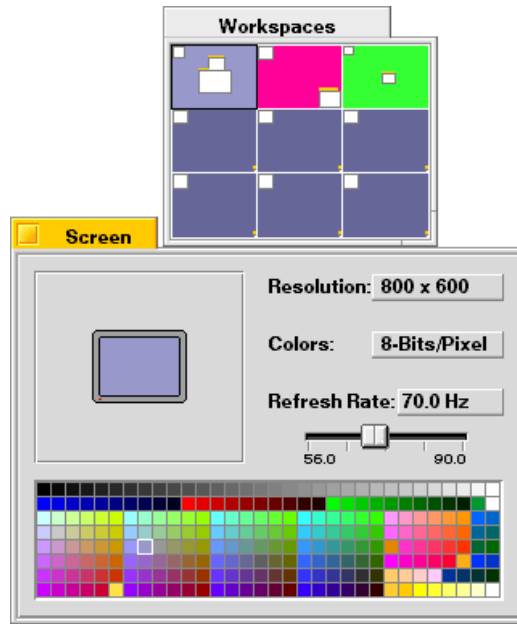 Workspaces
Screen
Resolution: 800 x 600
Colors: 8-Bits/Pixel
Refresh Rate: 70.0 Hz
56.0 90.0